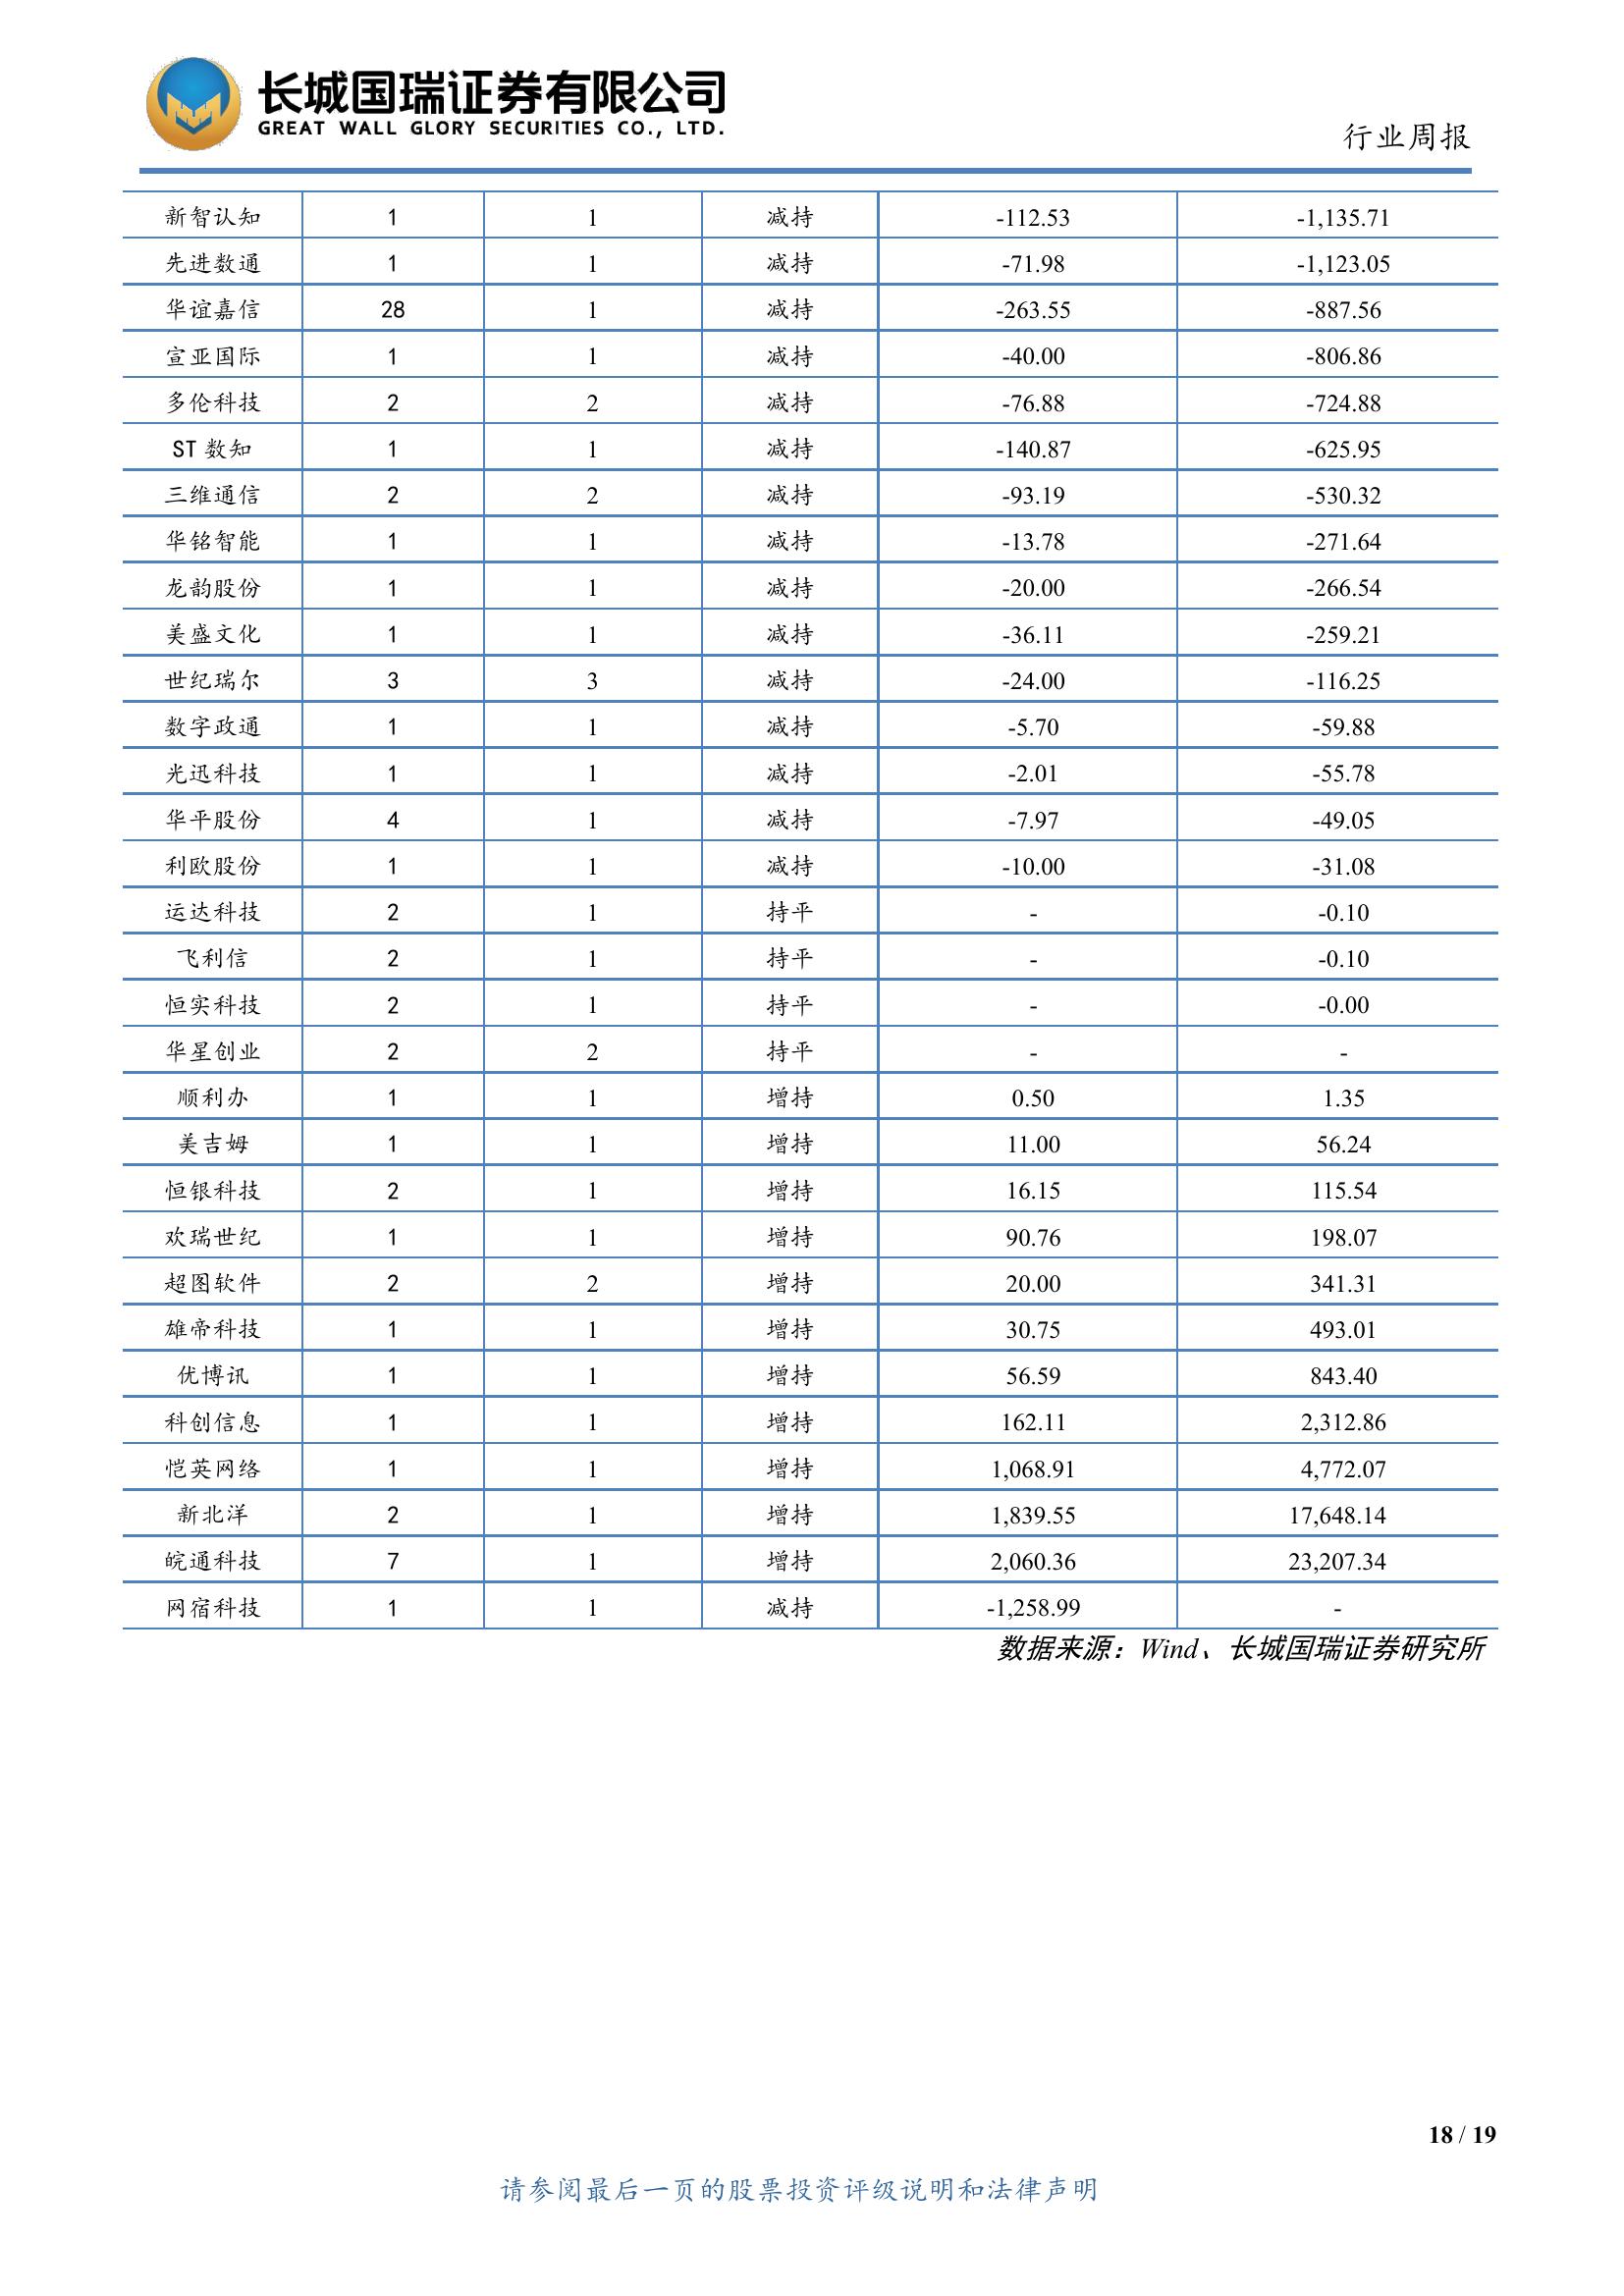 长城国瑞证券有限公司
GREAT WALL GLORY SECURITIES CO., LTD.
行业周报
新智认知 1 1 减持 -112.53 -1,135.71
先进数通 1 1 减持 -71.98 -1,123.05
华谊嘉信 28 1 减持 -263.55 -887.56
宣亚国际 1 1 减持 -40.00 -806.86
多伦科技 2 2 减持 -76.88 -724.88
ST 数知 1 1 减持 -140.87 -625.95
三维通信 2 2 减持 -93.19 -530.32
华铭智能 1 1 减持 -13.78 -271.64
龙韵股份 1 1 减持 -20.00 -266.54
美盛文化 1 1 减持 -36.11 -259.21
世纪瑞尔 3 3 减持 -24.00 -116.25
数字政通 1 1 减持 -5.70 -59.88
光迅科技 1 1 减持 -2.01 -55.78
华平股份 4 1 减持 -7.97 -49.05
利欧股份 1 1 减持 -10.00 -31.08
运达科技 2 1 持平 - -0.10
飞利信 2 1 持平 - -0.10
恒实科技 2 1 持平 - -0.00
华星创业 2 2 持平 - -
顺利办 1 1 增持 0.50 1.35
美吉姆 1 1 增持 11.00 56.24
恒银科技 2 1 增持 16.15 115.54
欢瑞世纪 1 1 增持 90.76 198.07
超图软件 2 2 增持 20.00 341.31
雄帝科技 1 1 增持 30.75 493.01
优博讯 1 1 增持 56.59 843.40
科创信息 1 1 增持 162.11 2,312.86
恺英网络 1 1 增持 1,068.91 4,772.07
新北洋 2 1 增持 1,839.55 17,648.14
皖通科技 7 1 增持 2,060.36 23,207.34
网宿科技 1 1 减持 -1,258.99 -
数据来源：Wind、长城国瑞证券研究所
18 / 19
请参阅最后一页的股票投资评级说明和法律声明